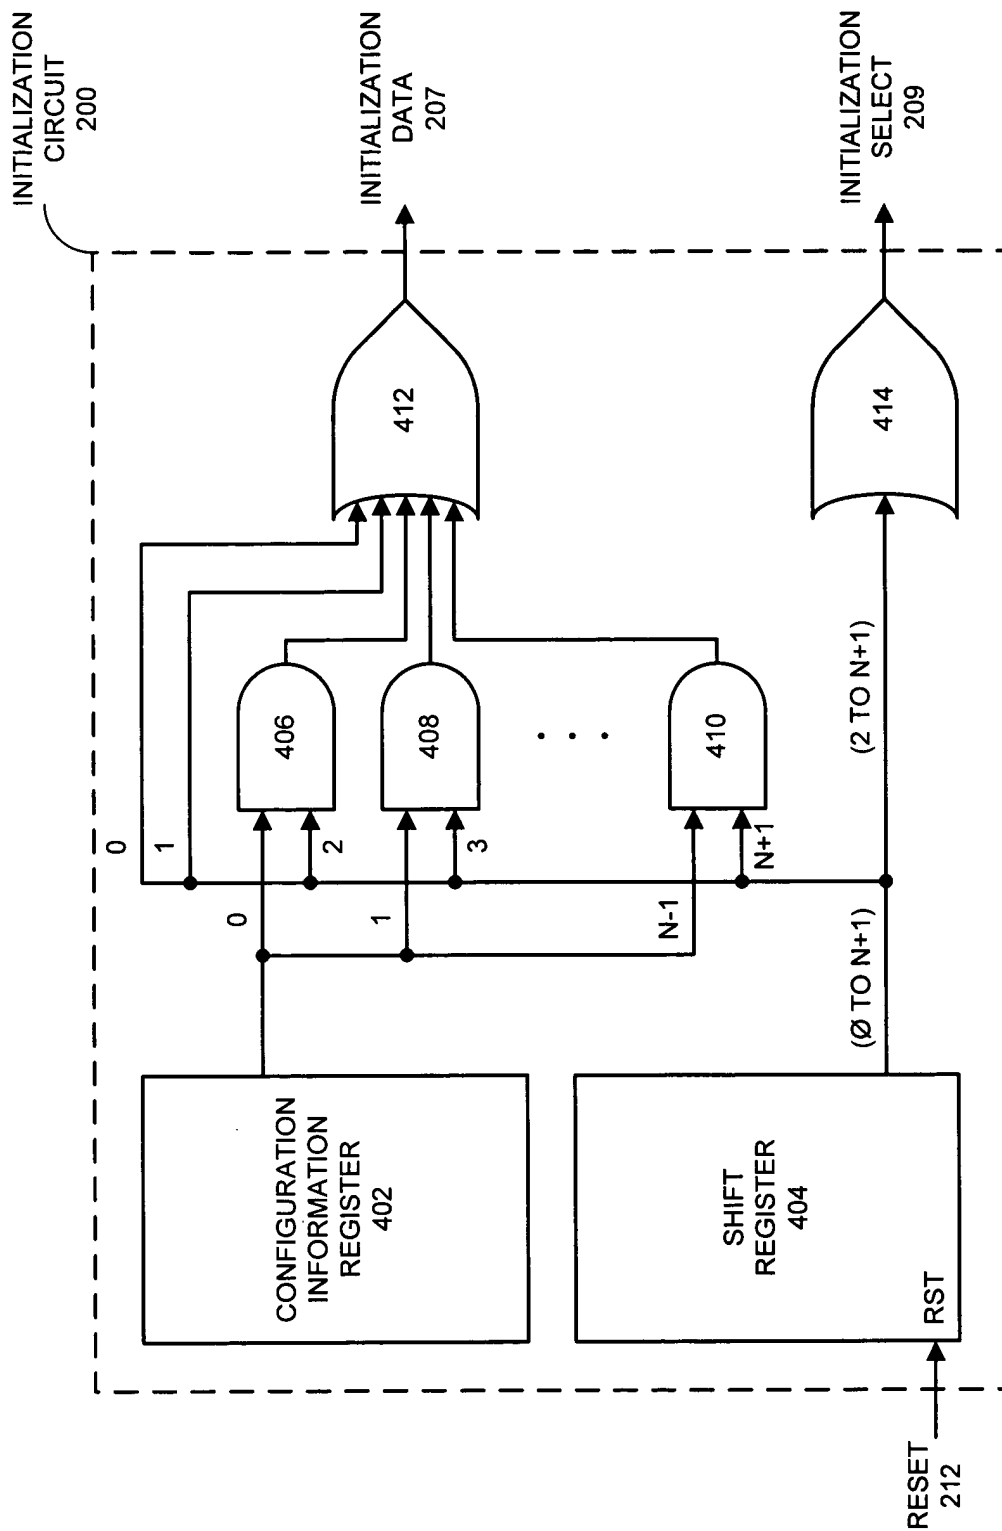 INITIALIZATION
CIRCUIT
200
INITIALIZATION
DATA
207
INITIALIZATION
SELECT
209
412
414
0
1
406
408
. . .
410
2
3
N+1
(2 TO N+1)
0
1
N-1
(Ø TO N+1)
CONFIGURATION
INFORMATION
REGISTER
402
SHIFT
REGISTER
404
RST
RESET
212